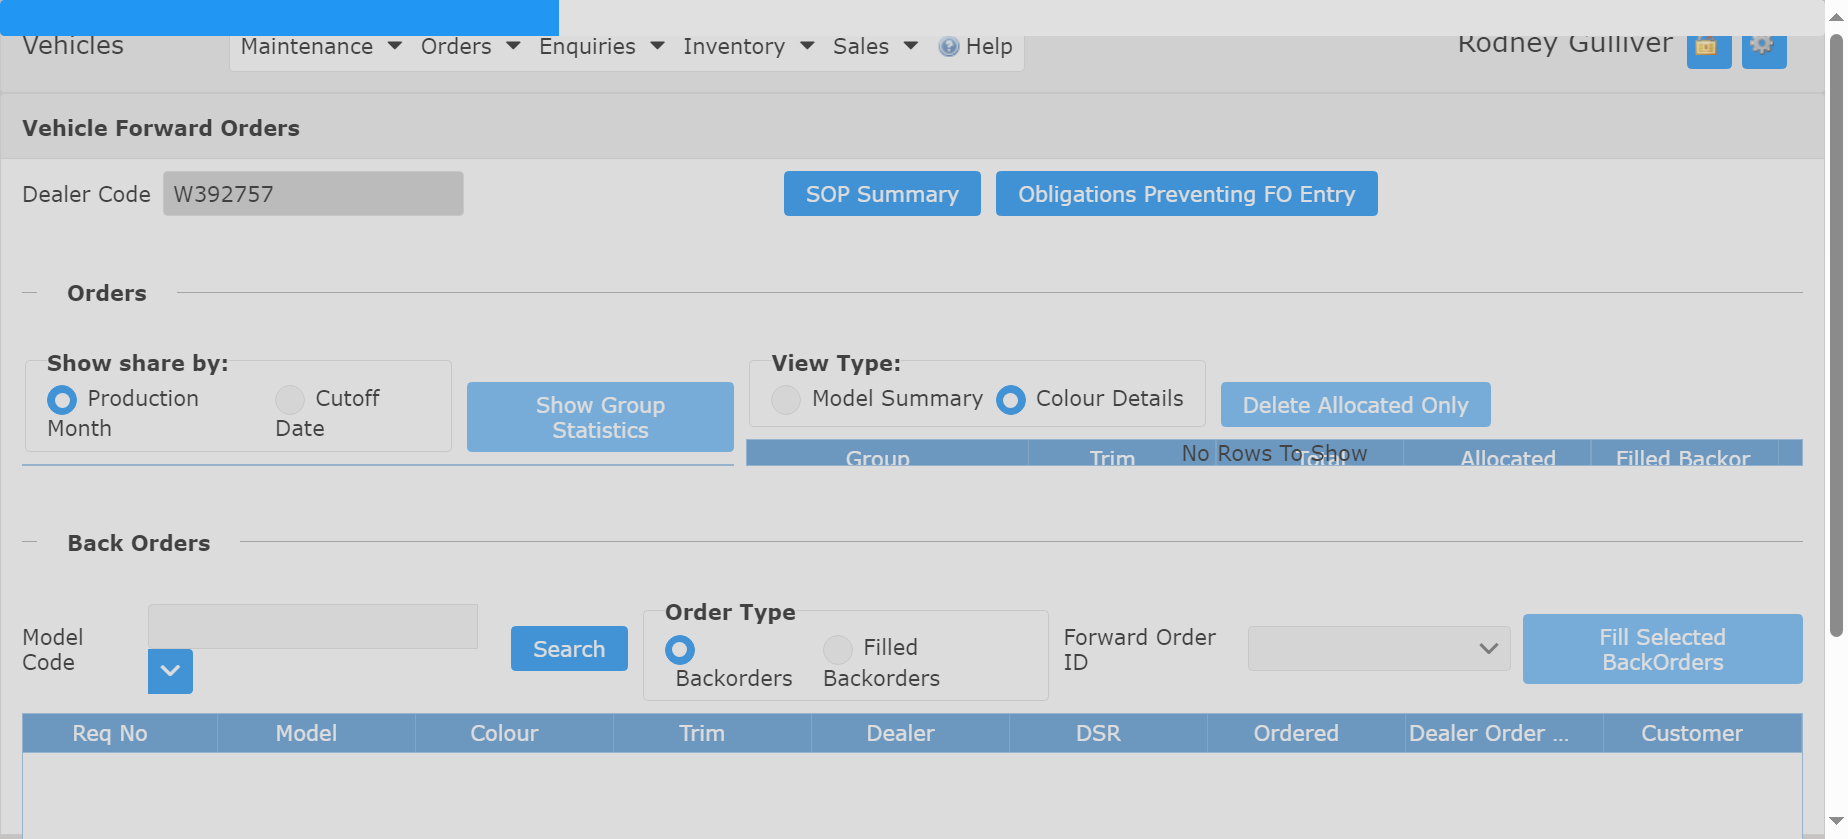 Vehicles
Maintenance Orders Enquiries Inventory Sales Help
Rodney Gulliver
Vehicle Forward Orders
Dealer Code W392757 SOP Summary Obligations Preventing FO Entry
Orders
Show share by:
Production Month
Cutoff Date
Show Group Statistics
View Type:
Model Summary Colour Details
Delete Allocated Only
Group Trim Total Allocated Filled Backor
No Rows To Show
Back Orders
Model Code
Search
Order Type
Backorders
Filled Backorders
Forward Order ID
Fill Selected BackOrders
Req No Model Colour Trim Dealer DSR Ordered Dealer Order ... Customer